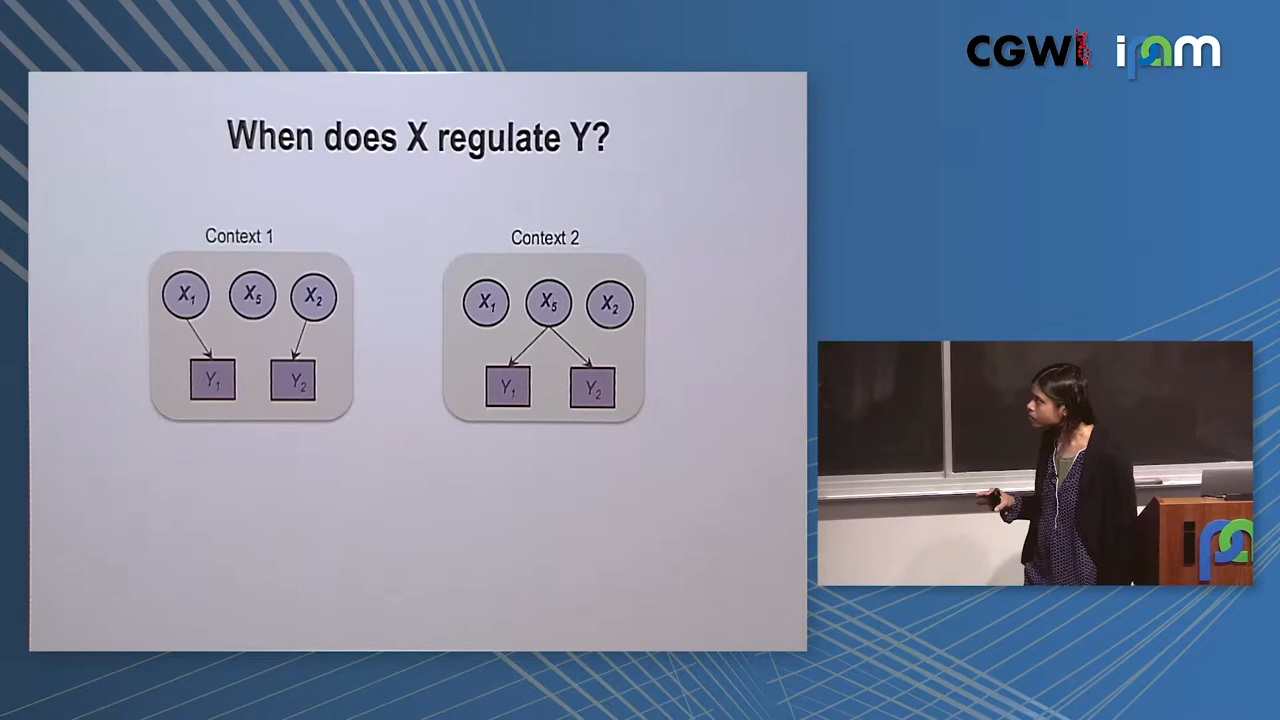 CGWI ipam
When does X regulate Y?
Context 1
Context 2
X1 X5 X2
X1 X5 X2
Y1 Y2
Y1 Y2